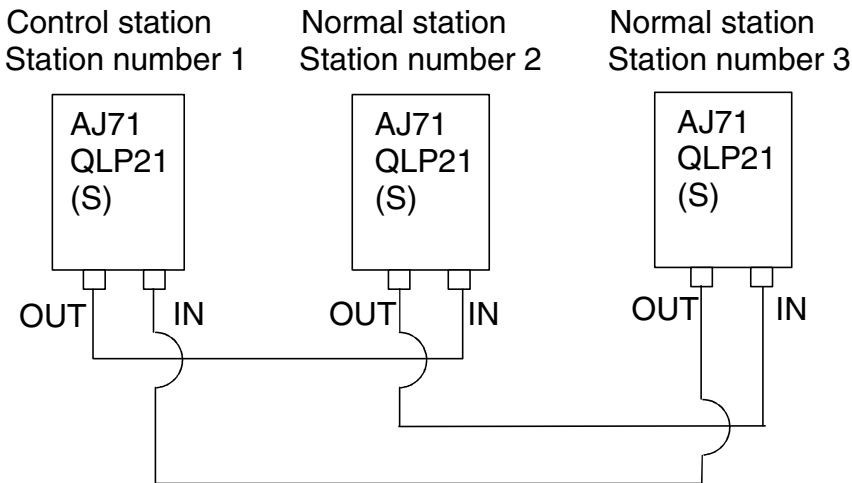 Control station
Station number 1
Normal station
Station number 2
Normal station
Station number 3
AJ71
QLP21
(S)
AJ71
QLP21
(S)
AJ71
QLP21
(S)
OUT
IN
OUT
IN
OUT
IN